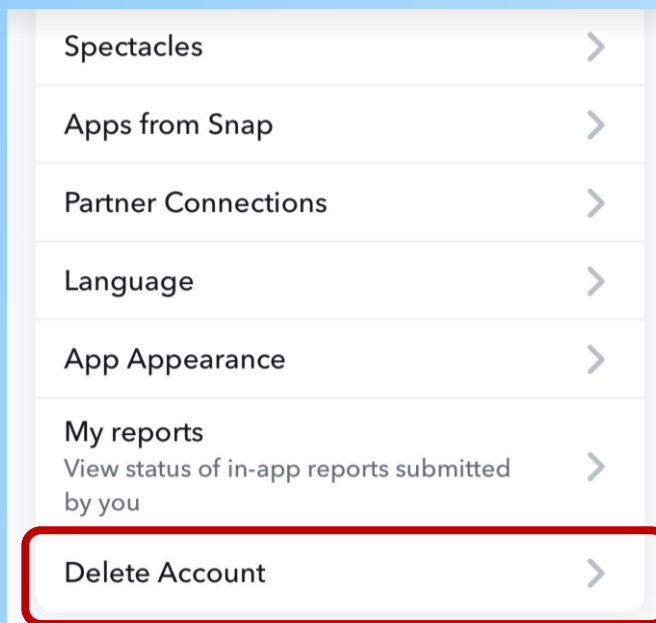 Spectacles
Apps from Snap
Partner Connections
Language
App Appearance
My reports
View status of in-app reports submitted
by you
Delete Account